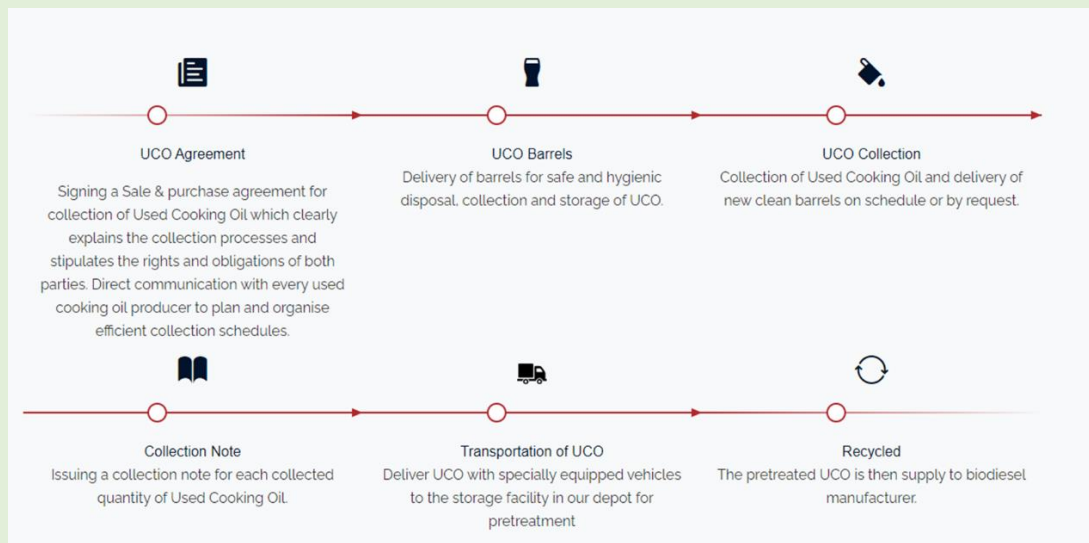 UCO Agreement
Signing a Sale & purchase agreement for
collection of Used Cooking Oil which clearly
explains the collection processes and
stipulates the rights and obligations of both
parties. Direct communication with every used
cooking oil producer to plan and organise
efficient collection schedules.
UCO Barrels
Delivery of barrels for safe and hygienic
disposal, collection and storage of UCO.
UCO Collection
Collection of Used Cooking Oil and delivery of
new clean barrels on schedule or by request.
Collection Note
Issuing a collection note for each collected
quantity of Used Cooking Oil.
Transportation of UCO
Deliver UCO with specially equipped vehicles
to the storage facility in our depot for
pretreatment
Recycled
The pretreated UCO is then supply to biodiesel
manufacturer.